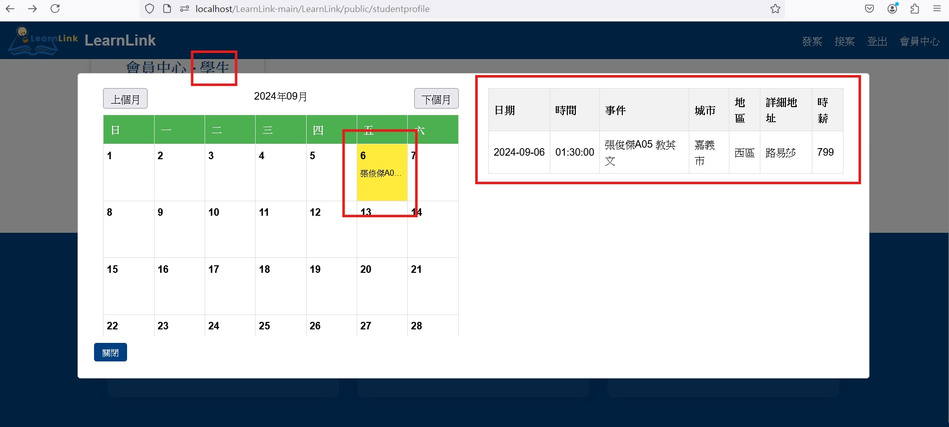 localhost/LearnLink-main/LearnLink/public/studentprofile
LearnLink LearnLink
發案 接案 登出 會員中心
會員中心 - 學生
上個月 2024年09月 下個月
日 一 二 三 四 五 六
1 2 3 4 5 6 7
張俊傑A0...
8 9 10 11 12 13 14
15 16 17 18 19 20 21
22 23 24 25 26 27 28
關閉
日期 時間 事件 城市 地區 詳細地址 時薪
2024-09-06 01:30:00 張俊傑A05 教英文 嘉義市 西區 路易莎 799